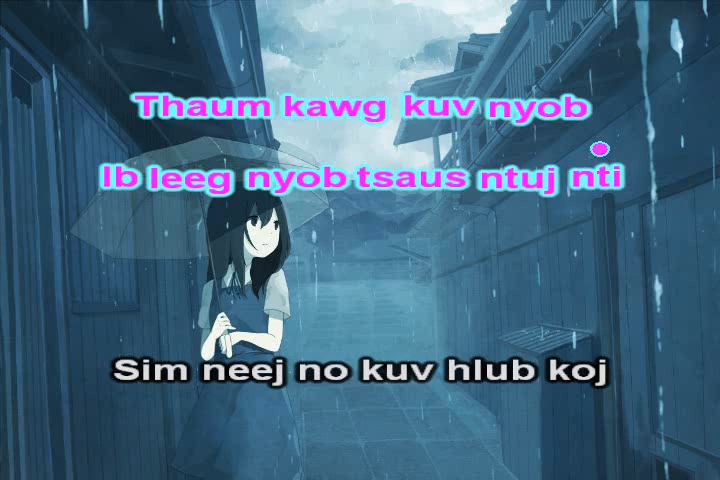 Thaum kawg kuv nyob
Ib leeg nyob tsaus ntuj nti
Sim neej no kuv hlub koj